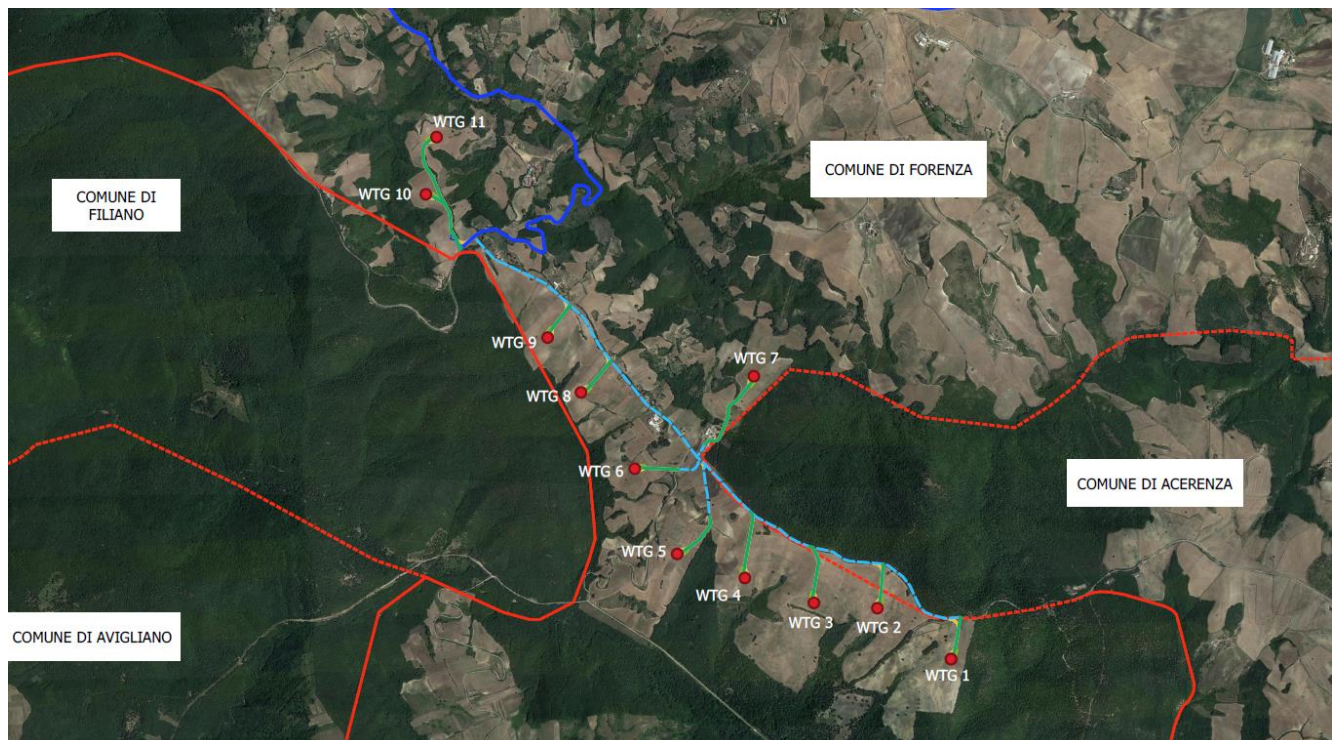 WTG 11
COMUNE DI FORENZA
COMUNE DI
FILIANO
WTG 10
WTG 9
WTG 7
WTG 8
WTG 6
COMUNE DI ACERENZA
WTG 5
WTG 4
WTG 3
WTG 2
COMUNE DI AVIGLIANO
WTG 1